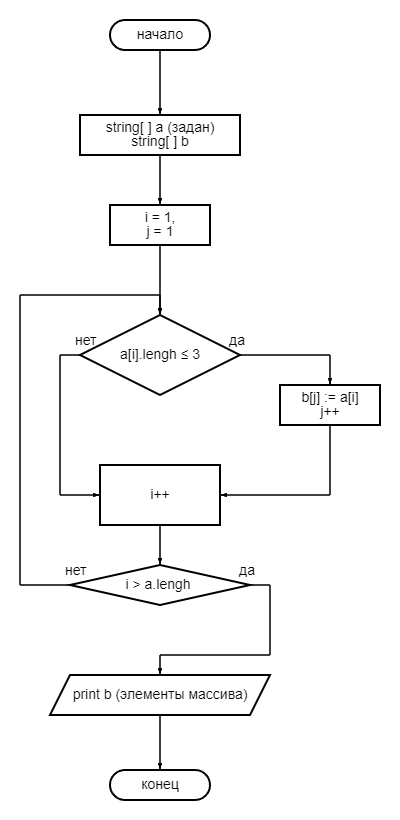 начало
string[ ] a (задан)
string[ ] b
i = 1,
j = 1
нет
да
a[i].lengh ≤ 3
b[j] := a[i]
j++
i++
нет
да
i > a.lengh
print b (элементы массива)
конец